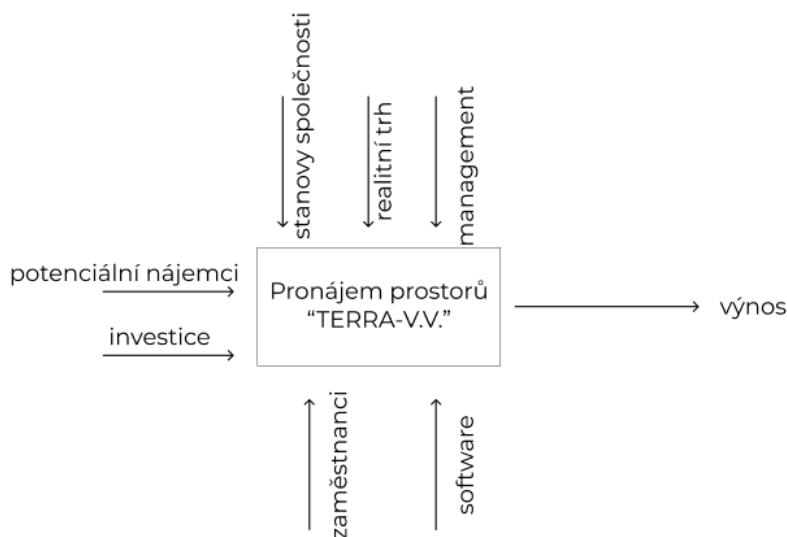 stanovy společnosti
realitní trh
management
potenciální nájemci
investice
Pronájem prostorů
“TERRA-V.V.”
výnos
zaměstnanci
software